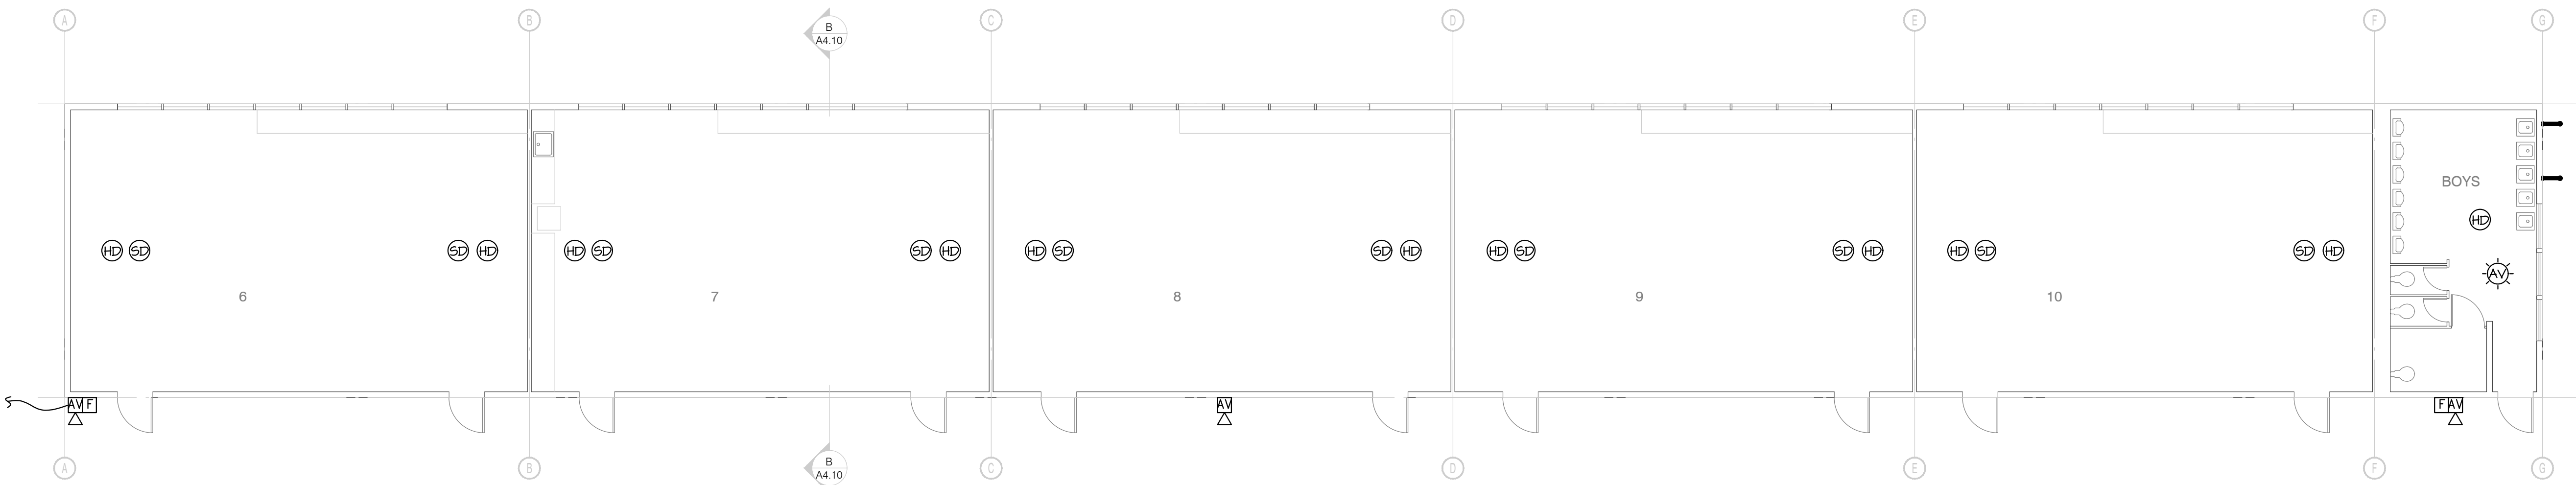 A B C D E F G
B
A4.10
BOYS
HD
HD SD SD HD HD SD SD HD HD SD SD HD HD SD SD HD HD SD SD HD
AV
6 7 8 9 10
AV F AV F AV
A B C D E F G
B
A4.10